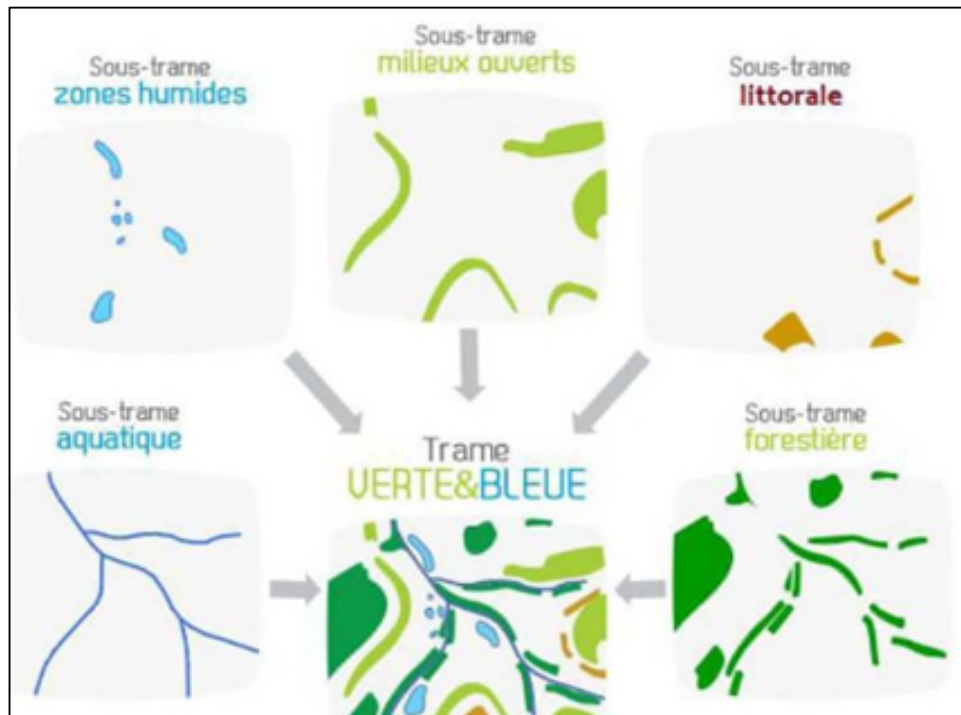 Sous-trame
zones humides
Sous-trame
milieux ouverts
Sous-trame
littorale
Sous-trame
aquatique
Trame
VERTE&BLEUE
Sous-trame
forestière